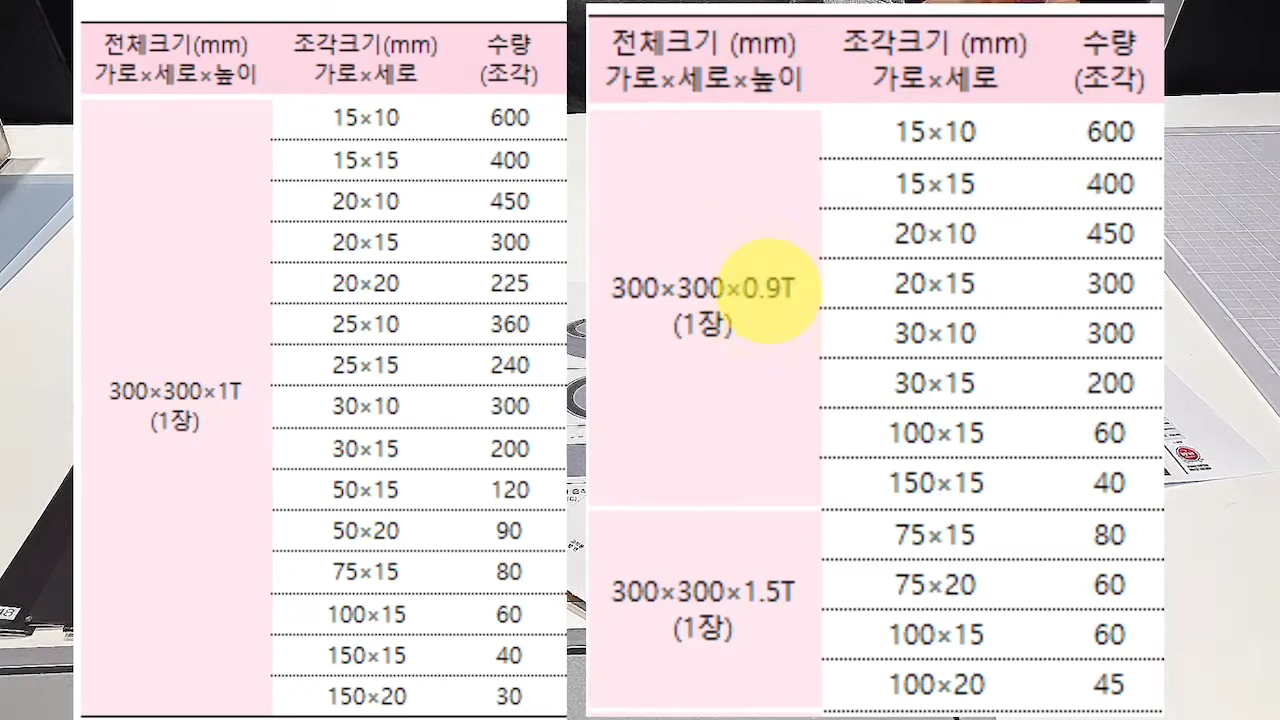 전체크기(mm) 조각크기(mm) 수량
가로×세로×높이 가로×세로 (조각)
15×10 600
15×15 400
20×10 450
20×15 300
20×20 225
25×10 360
25×15 240
300×300×1T
(1장)
30×10 300
30×15 200
50×15 120
50×20 90
75×15 80
100×15 60
150×15 40
150×20 30
전체크기 (mm) 조각크기 (mm) 수량
가로×세로×높이 가로×세로 (조각)
300×300×0.9T
(1장)
15×10 600
15×15 400
20×10 450
20×15 300
30×10 300
30×15 200
100×15 60
150×15 40
300×300×1.5T
(1장)
75×15 80
75×20 60
100×15 60
100×20 45